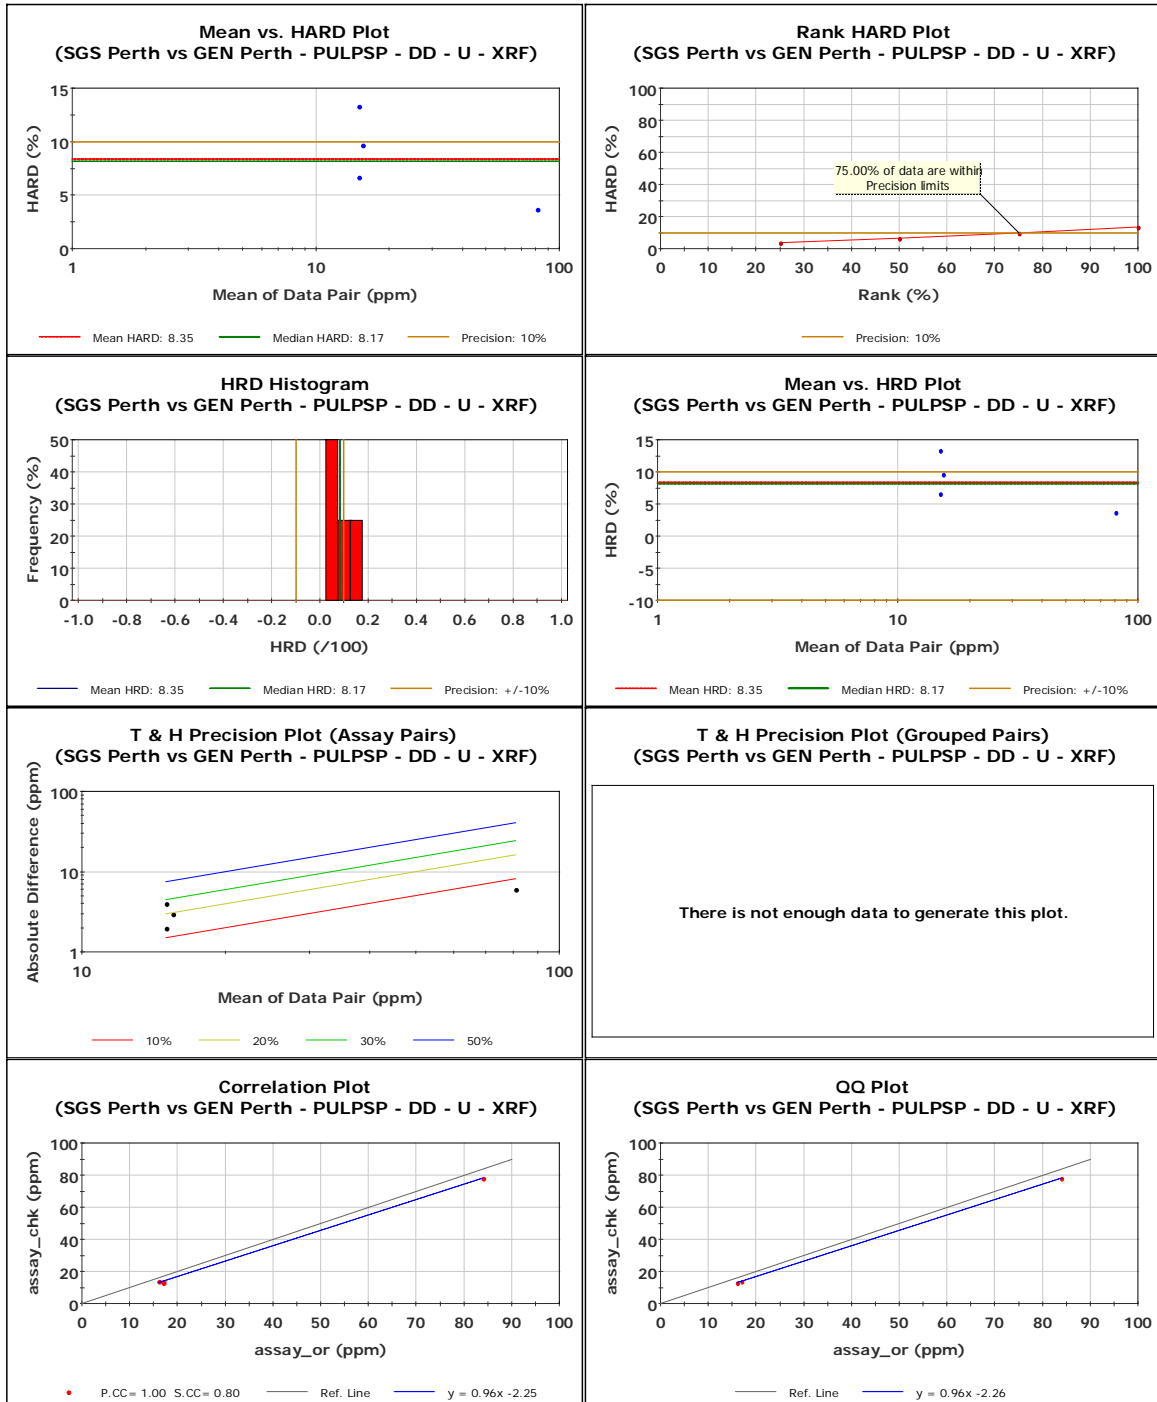 Mean vs. HARD Plot
(SGS Perth vs GEN Perth - PULPSP - DD - U - XRF)
HARD (%)
15
10
5
0
1 10 100
Mean of Data Pair (ppm)
Mean HARD: 8.35 Median HARD: 8.17 Precision: 10%
Rank HARD Plot
(SGS Perth vs GEN Perth - PULPSP - DD - U - XRF)
HARD (%)
100
80
60
40
20
0
75.00% of data are within
Precision limits
0 10 20 30 40 50 60 70 80 90 100
Rank (%)
Precision: 10%
HRD Histogram
(SGS Perth vs GEN Perth - PULPSP - DD - U - XRF)
Frequency (%)
50
40
30
20
10
0
-1.0 -0.8 -0.6 -0.4 -0.2 0.0 0.2 0.4 0.6 0.8 1.0
HRD (/100)
Mean HRD: 8.35 Median HRD: 8.17 Precision: +/-10%
Mean vs. HRD Plot
(SGS Perth vs GEN Perth - PULPSP - DD - U - XRF)
HRD (%)
15
10
5
0
-5
-10
1 10 100
Mean of Data Pair (ppm)
Mean HRD: 8.35 Median HRD: 8.17 Precision: +/-10%
T & H Precision Plot (Assay Pairs)
(SGS Perth vs GEN Perth - PULPSP - DD - U - XRF)
Absolute Difference (ppm)
100
10
1
10 100
Mean of Data Pair (ppm)
10% 20% 30% 50%
T & H Precision Plot (Grouped Pairs)
(SGS Perth vs GEN Perth - PULPSP - DD - U - XRF)
There is not enough data to generate this plot.
Correlation Plot
(SGS Perth vs GEN Perth - PULPSP - DD - U - XRF)
assay_chk (ppm)
100
80
60
40
20
0
0 10 20 30 40 50 60 70 80 90 100
assay_or (ppm)
P.CC= 1.00 S.CC= 0.80 Ref. Line y = 0.96x -2.25
QQ Plot
(SGS Perth vs GEN Perth - PULPSP - DD - U - XRF)
assay_chk (ppm)
100
80
60
40
20
0
0 10 20 30 40 50 60 70 80 90 100
assay_or (ppm)
Ref. Line y = 0.96x -2.26